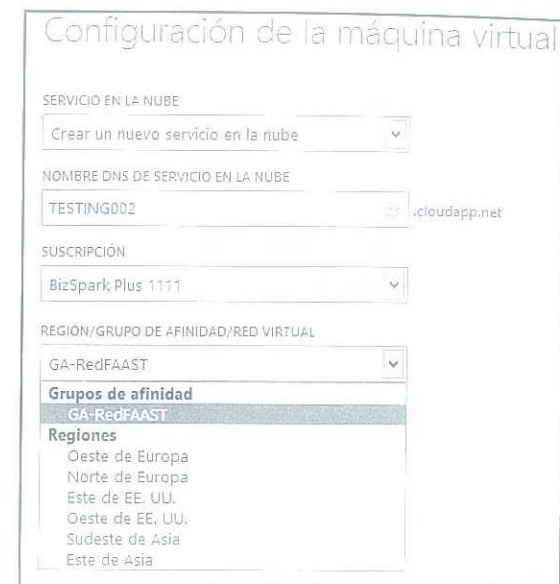 Configuración de la máquina virtual
SERVICIO EN LA NUBE
Crear un nuevo servicio en la nube
NOMBRE DNS DE SERVICIO EN LA NUBE
TESTING002 .cloudapp.net
SUSCRIPCIÓN
BizSpark Plus 1111
REGIÓN/GRUPO DE AFINIDAD/RED VIRTUAL
GA-RedFAAST
Grupos de afinidad
GA-RedFAAST
Regiones
Oeste de Europa
Norte de Europa
Este de EE. UU.
Oeste de EE. UU.
Sudeste de Asia
Este de Asia